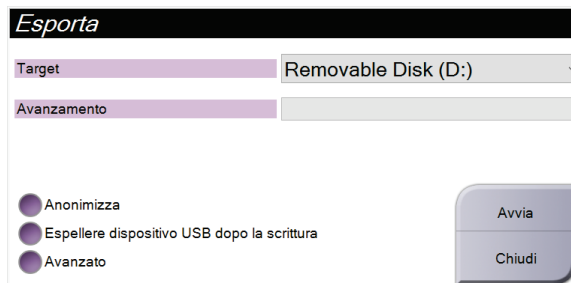 Esporta
Target Removable Disk (D:)
Avanzamento
Anonimizza
Espellere dispositivo USB dopo la scrittura
Avanzato
Avvia
Chiudi